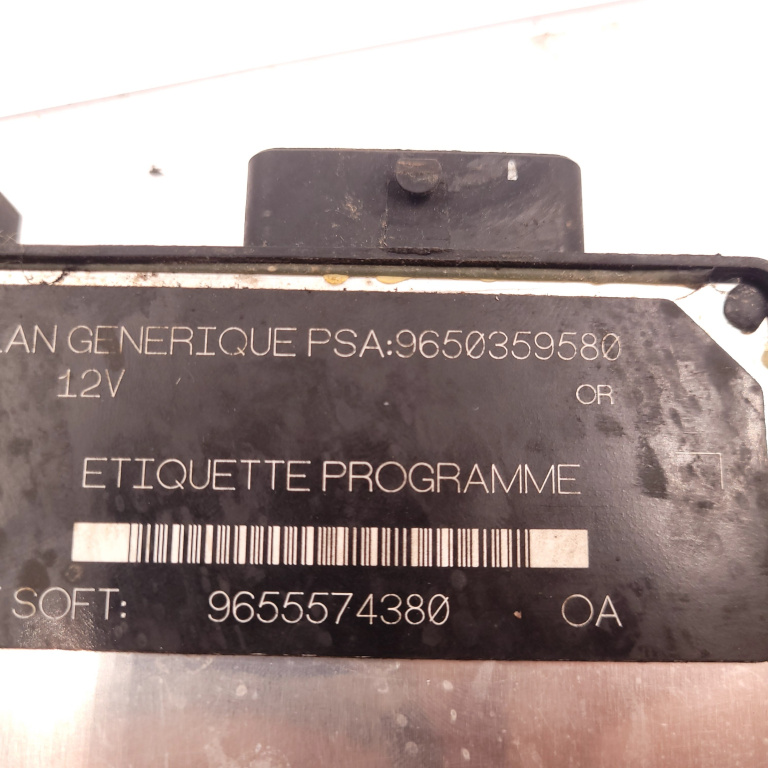 LAN GENERIQUE PSA:9650359580
12V OR
ETIQUETTE PROGRAMME
SOFT: 9655574380 OA